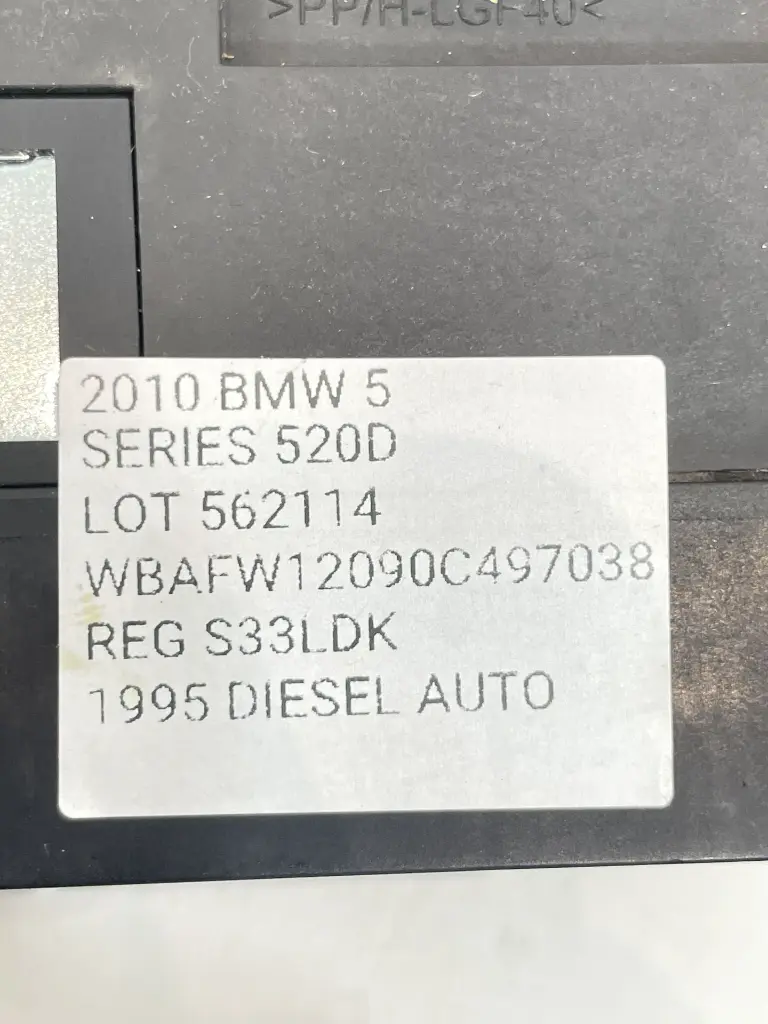 >PP/H-LGF40<
2010 BMW 5
SERIES 520D
LOT 562114
WBAFW12090C497038
REG S33LDK
1995 DIESEL AUTO